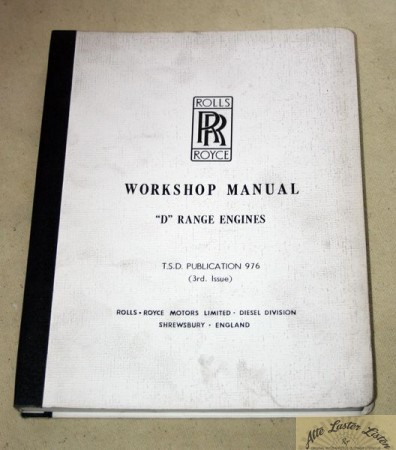 ROLLS
RR
ROYCE
WORKSHOP MANUAL
"D" RANGE ENGINES
T.S.D. PUBLICATION 976
(3rd. Issue)
ROLLS - ROYCE MOTORS LIMITED · DIESEL DIVISION
SHREWSBURY · ENGLAND
Alte Laster Listen